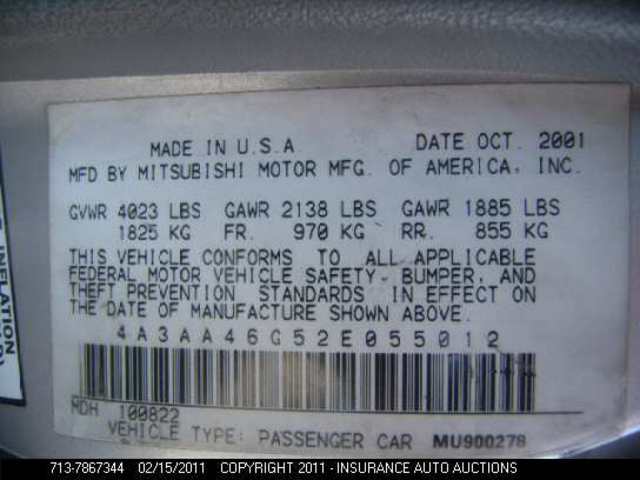 MADE IN U.S.A DATE OCT. 2001
MFD BY MITSUBISHI MOTOR MFG. OF AMERICA, INC.
GVWR 4023 LBS GAWR 2138 LBS GAWR 1885 LBS
1825 KG FR. 970 KG RR. 855 KG
THIS VEHICLE CONFORMS TO ALL APPLICABLE
FEDERAL MOTOR VEHICLE SAFETY, BUMPER, AND
THEFT PREVENTION STANDARDS IN EFFECT ON
THE DATE OF MANUFACTURE SHOWN ABOVE.
4A3AA46G52E055012
MDH 100822
VEHICLE TYPE: PASSENGER CAR MU900278
INFLATION
713-7867344 02/15/2011 COPYRIGHT 2011 - INSURANCE AUTO AUCTIONS